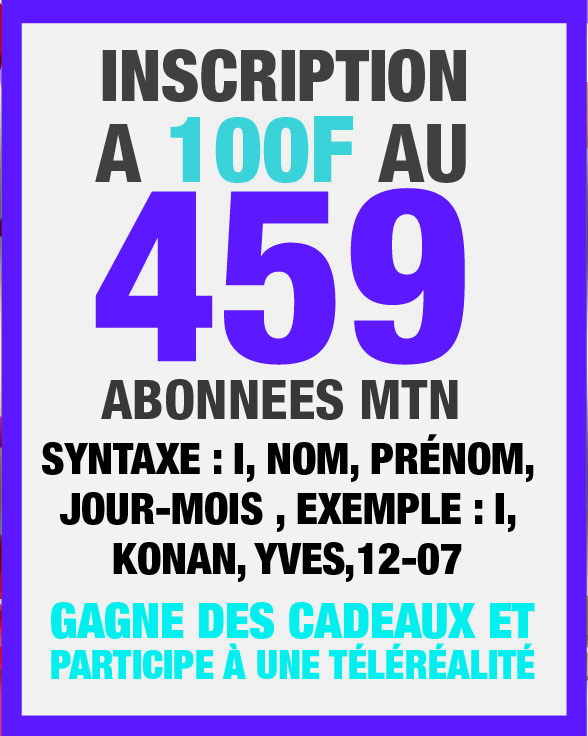 INSCRIPTION
A 100F AU
459
ABONNEES MTN
SYNTAXE : I, NOM, PRÉNOM,
JOUR-MOIS , EXEMPLE : I,
KONAN, YVES,12-07
GAGNE DES CADEAUX ET
PARTICIPE À UNE TÉLÉRÉALITÉ